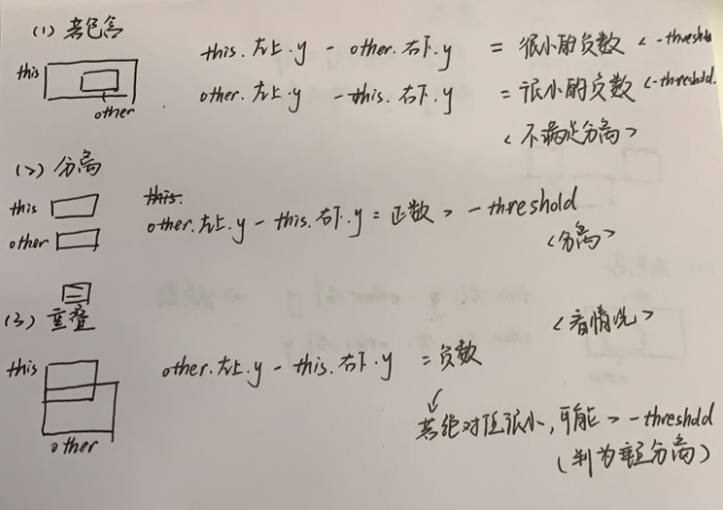 (1) 若包含
this.左上.y - other.右下.y = 很小的负数 < -threshold
this
other.左上.y - this.右下.y = 很小的负数 < -threshold.
other
<不满足分离>
(2) 分离
this
this.
other.左上.y - this.右下.y = 正数 > -threshold
other
<分离>
(3) 重叠
<看情况>
this
other.左上.y - this.右下.y = 负数
若绝对值很小,可能 > -threshold
other
(判为垂直分离)